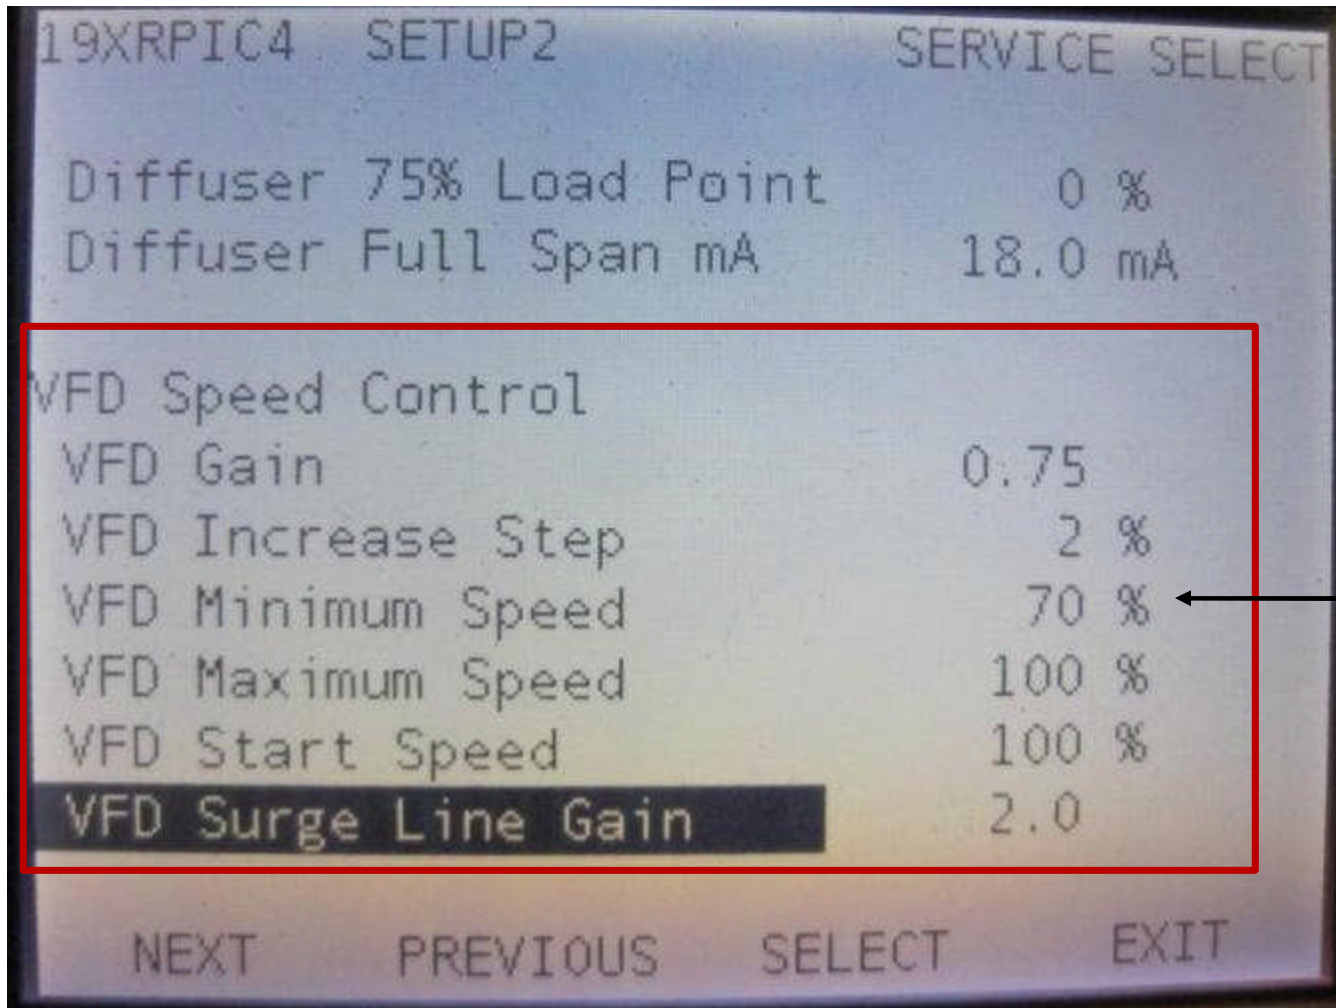 19XRPIC4 SETUP2 SERVICE SELECT
Diffuser 75% Load Point 0 %
Diffuser Full Span mA 18.0 mA
VFD Speed Control
VFD Gain 0.75
VFD Increase Step 2 %
VFD Minimum Speed 70 %
VFD Maximum Speed 100 %
VFD Start Speed 100 %
VFD Surge Line Gain 2.0
NEXT PREVIOUS SELECT EXIT